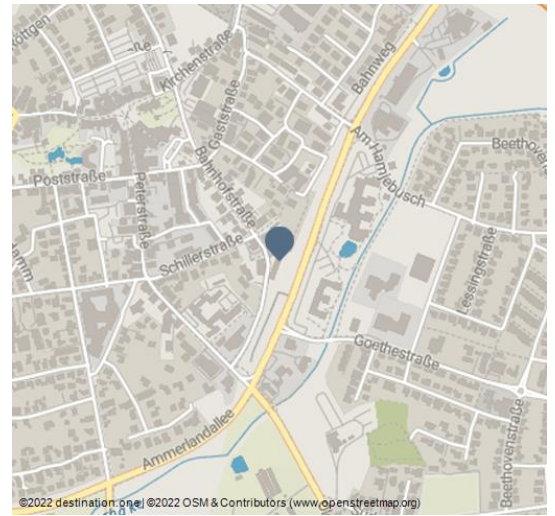 Röttgen
Kirchenstraße
Bahnweg
Gaststraße
Am Hamjebusch
Poststraße
Peterstraße
Bahnhofstraße
Schillerstraße
Lessingstraße
Goethestraße
Beethovenstraße
Ammerlandallee
©2022 destination.one | ©2022 OSM & Contributors (www.openstreetmap.org)